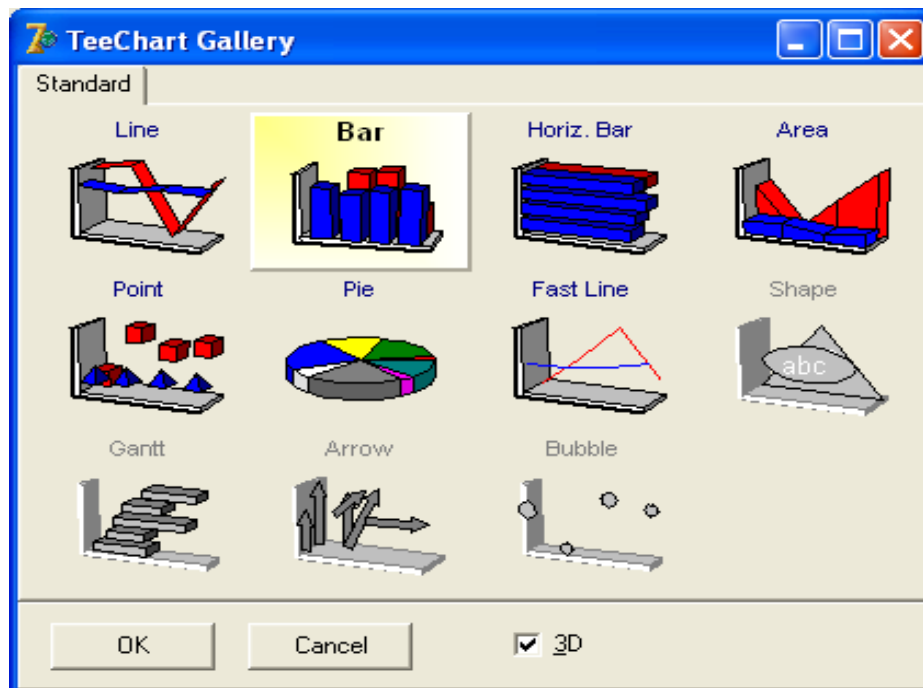 TeeChart Gallery
Standard
Line Bar Horiz. Bar Area
Point Pie Fast Line Shape
abc
Gantt Arrow Bubble
OK Cancel 3D